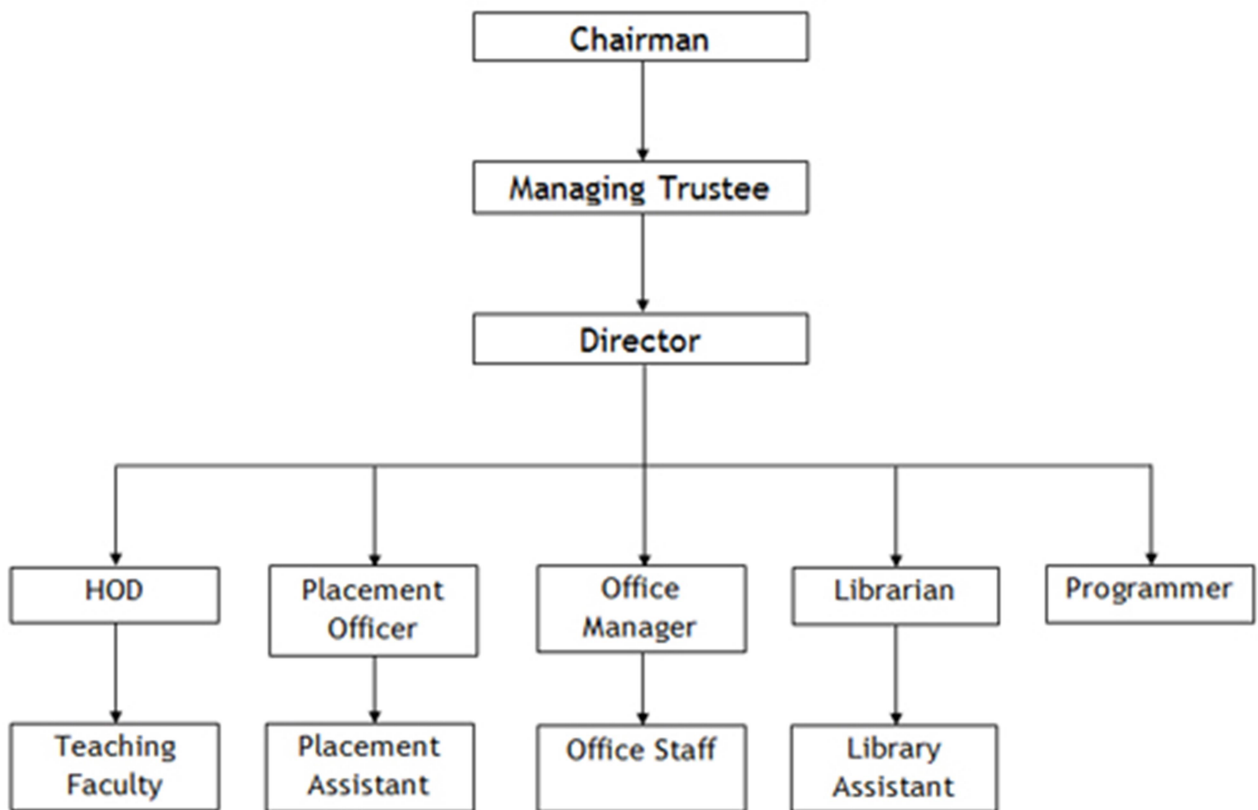 Chairman
Managing Trustee
Director
HOD
Placement
Officer
Office
Manager
Librarian
Programmer
Teaching
Faculty
Placement
Assistant
Office Staff
Library
Assistant